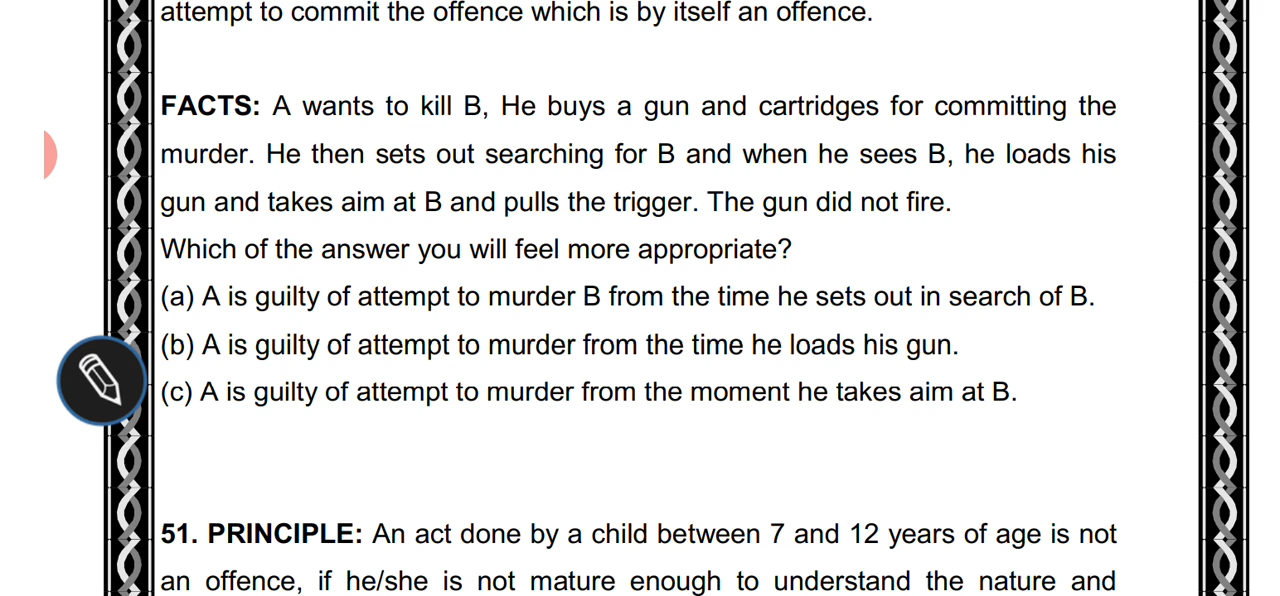 attempt to commit the offence which is by itself an offence.
FACTS: A wants to kill B, He buys a gun and cartridges for committing the
murder. He then sets out searching for B and when he sees B, he loads his
gun and takes aim at B and pulls the trigger. The gun did not fire.
Which of the answer you will feel more appropriate?
(a) A is guilty of attempt to murder B from the time he sets out in search of B.
(b) A is guilty of attempt to murder from the time he loads his gun.
(c) A is guilty of attempt to murder from the moment he takes aim at B.
51. PRINCIPLE: An act done by a child between 7 and 12 years of age is not
an offence, if he/she is not mature enough to understand the nature and